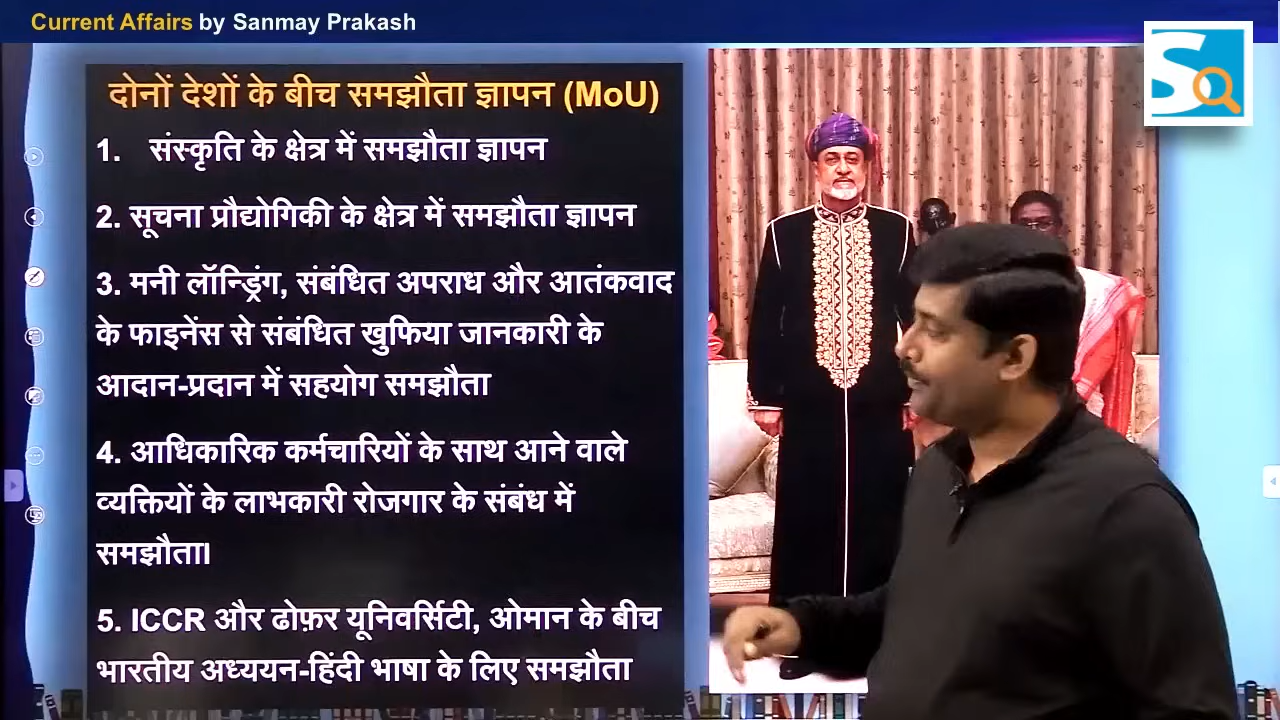 Current Affairs by Sanmay Prakash
दोनों देशों के बीच समझौता ज्ञापन (MoU)
1. संस्कृति के क्षेत्र में समझौता ज्ञापन
2. सूचना प्रौद्योगिकी के क्षेत्र में समझौता ज्ञापन
3. मनी लॉन्ड्रिंग, संबंधित अपराध और आतंकवाद
के फाइनेंस से संबंधित खुफिया जानकारी के
आदान-प्रदान में सहयोग समझौता
4. आधिकारिक कर्मचारियों के साथ आने वाले
व्यक्तियों के लाभकारी रोजगार के संबंध में
समझौता।
5. ICCR और ढोफ़र यूनिवर्सिटी, ओमान के बीच
भारतीय अध्ययन-हिंदी भाषा के लिए समझौता